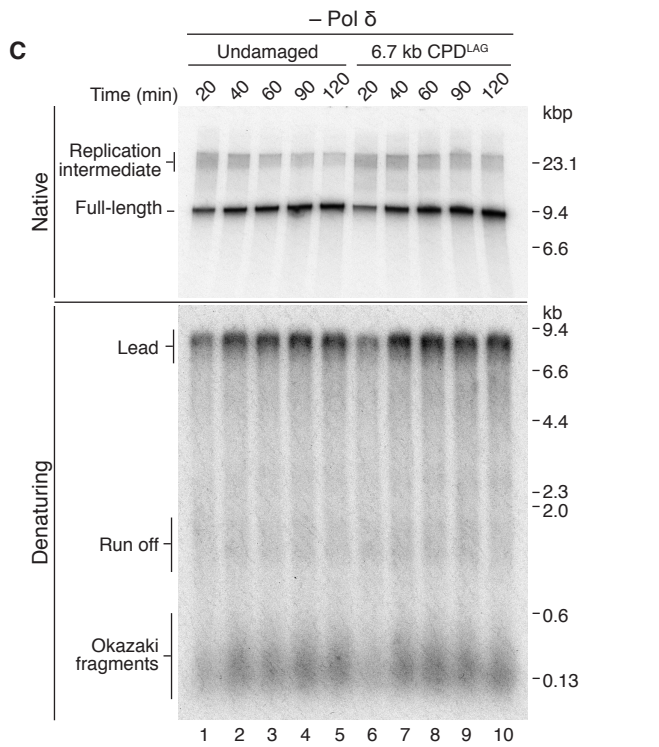 – Pol δ
C
Undamaged 6.7 kb CPDᴸᴬᴳ
Time (min) 20 40 60 90 120 20 40 60 90 120
kbp
Native
Replication
intermediate
23.1
Full-length
9.4
6.6
kb
Denaturing
9.4
Lead
6.6
4.4
2.3
2.0
Run off
0.6
Okazaki
fragments
0.13
1 2 3 4 5 6 7 8 9 10